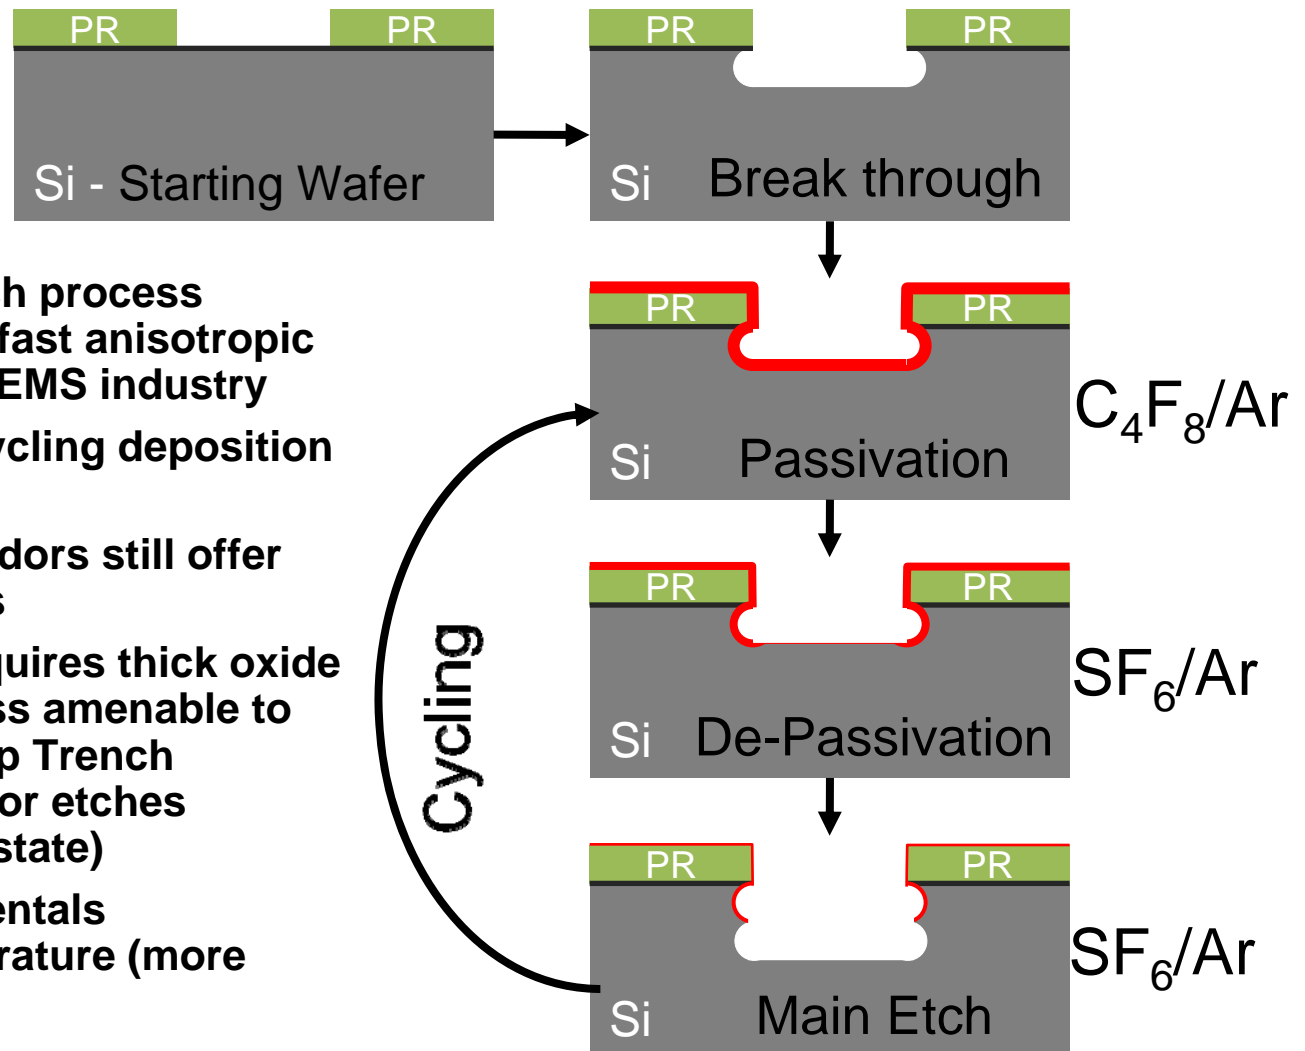 PR PR
Si - Starting Wafer
PR PR
Si Break through
h process
fast anisotropic
EMS industry
ycling deposition
dors still offer
s
quires thick oxide
ss amenable to
p Trench
or etches
state)
entals
rature (more
Cycling
PR PR
Si Passivation
C4F8/Ar
PR PR
Si De-Passivation
SF6/Ar
PR PR
Si Main Etch
SF6/Ar